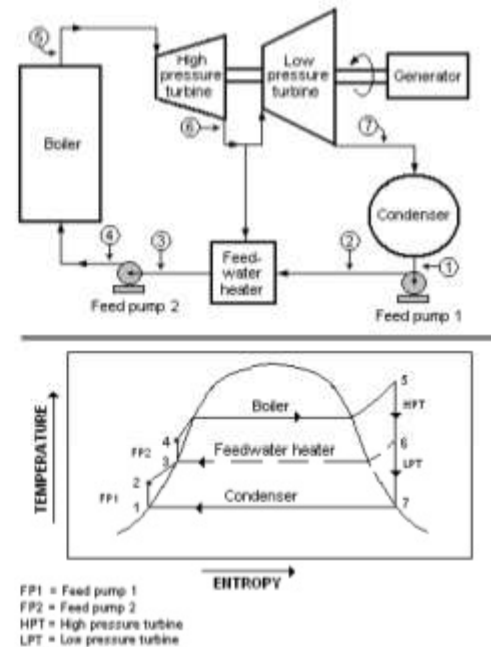 5
High
pressure
turbine
Low
pressure
turbine
Generator
Boiler
6
7
Condenser
4
3
Feed-
water
heater
2
1
Feed pump 2
Feed pump 1
TEMPERATURE
5
Boiler
HPT
4
FP2
3
Feedwater heater
6
LPT
2
FP1
1
Condenser
7
ENTROPY
FP1 = Feed pump 1
FP2 = Feed pump 2
HPT = High pressure turbine
LPT = Low pressure turbine